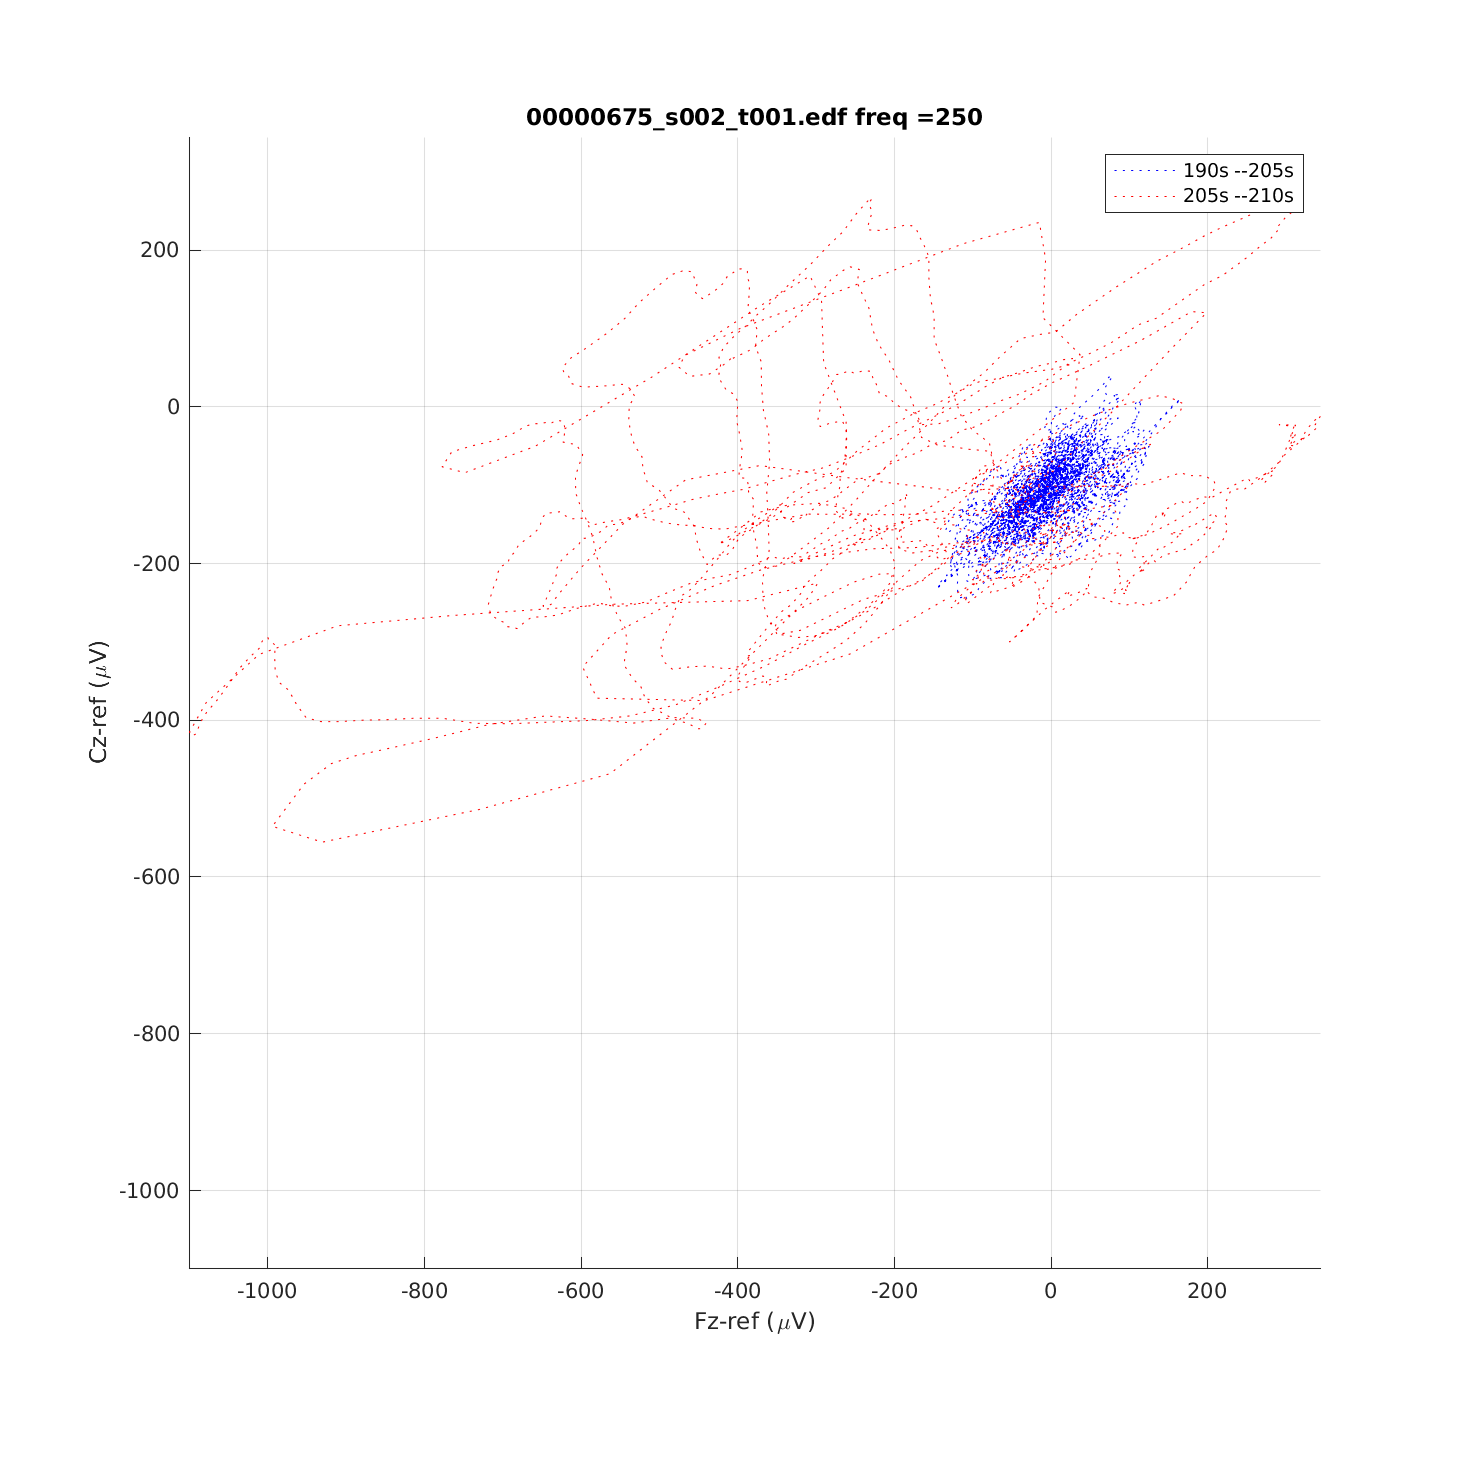 00000675_s002_t001.edf freq =250
190s --205s
205s --210s
200
0
-200
-400
-600
-800
-1000
Cz-ref (μV)
-1000 -800 -600 -400 -200 0 200
Fz-ref (μV)